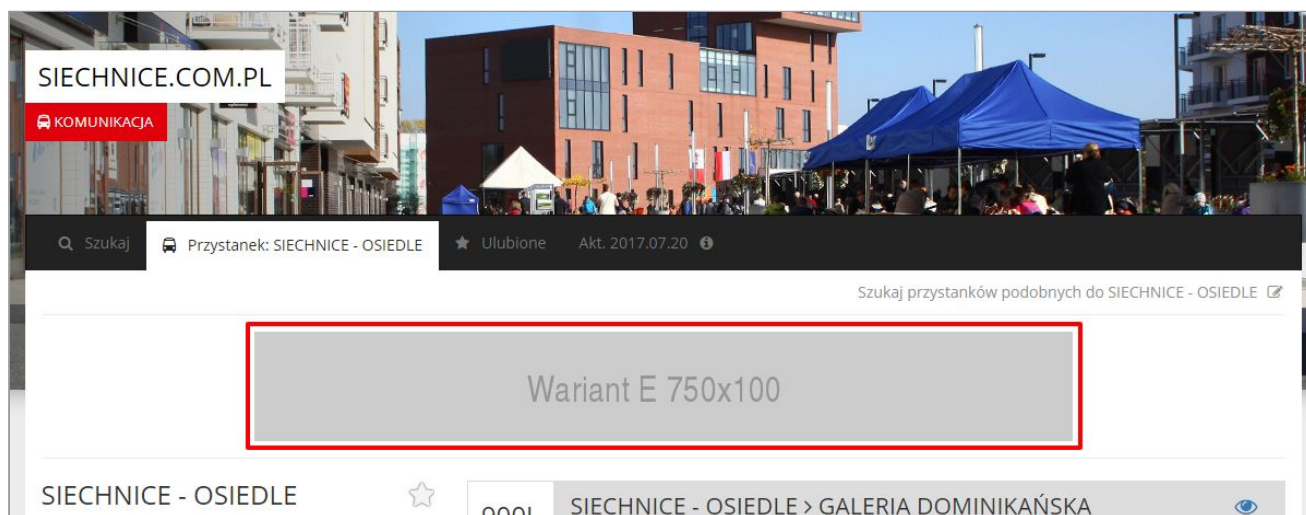 SIECHNICE.COM.PL
KOMUNIKACJA
Szukaj Przystanek: SIECHNICE - OSIEDLE Ulubione Akt. 2017.07.20
Szukaj przystanków podobnych do SIECHNICE - OSIEDLE
Wariant E 750x100
SIECHNICE - OSIEDLE
SIECHNICE - OSIEDLE > GALERIA DOMINIKAŃSKA